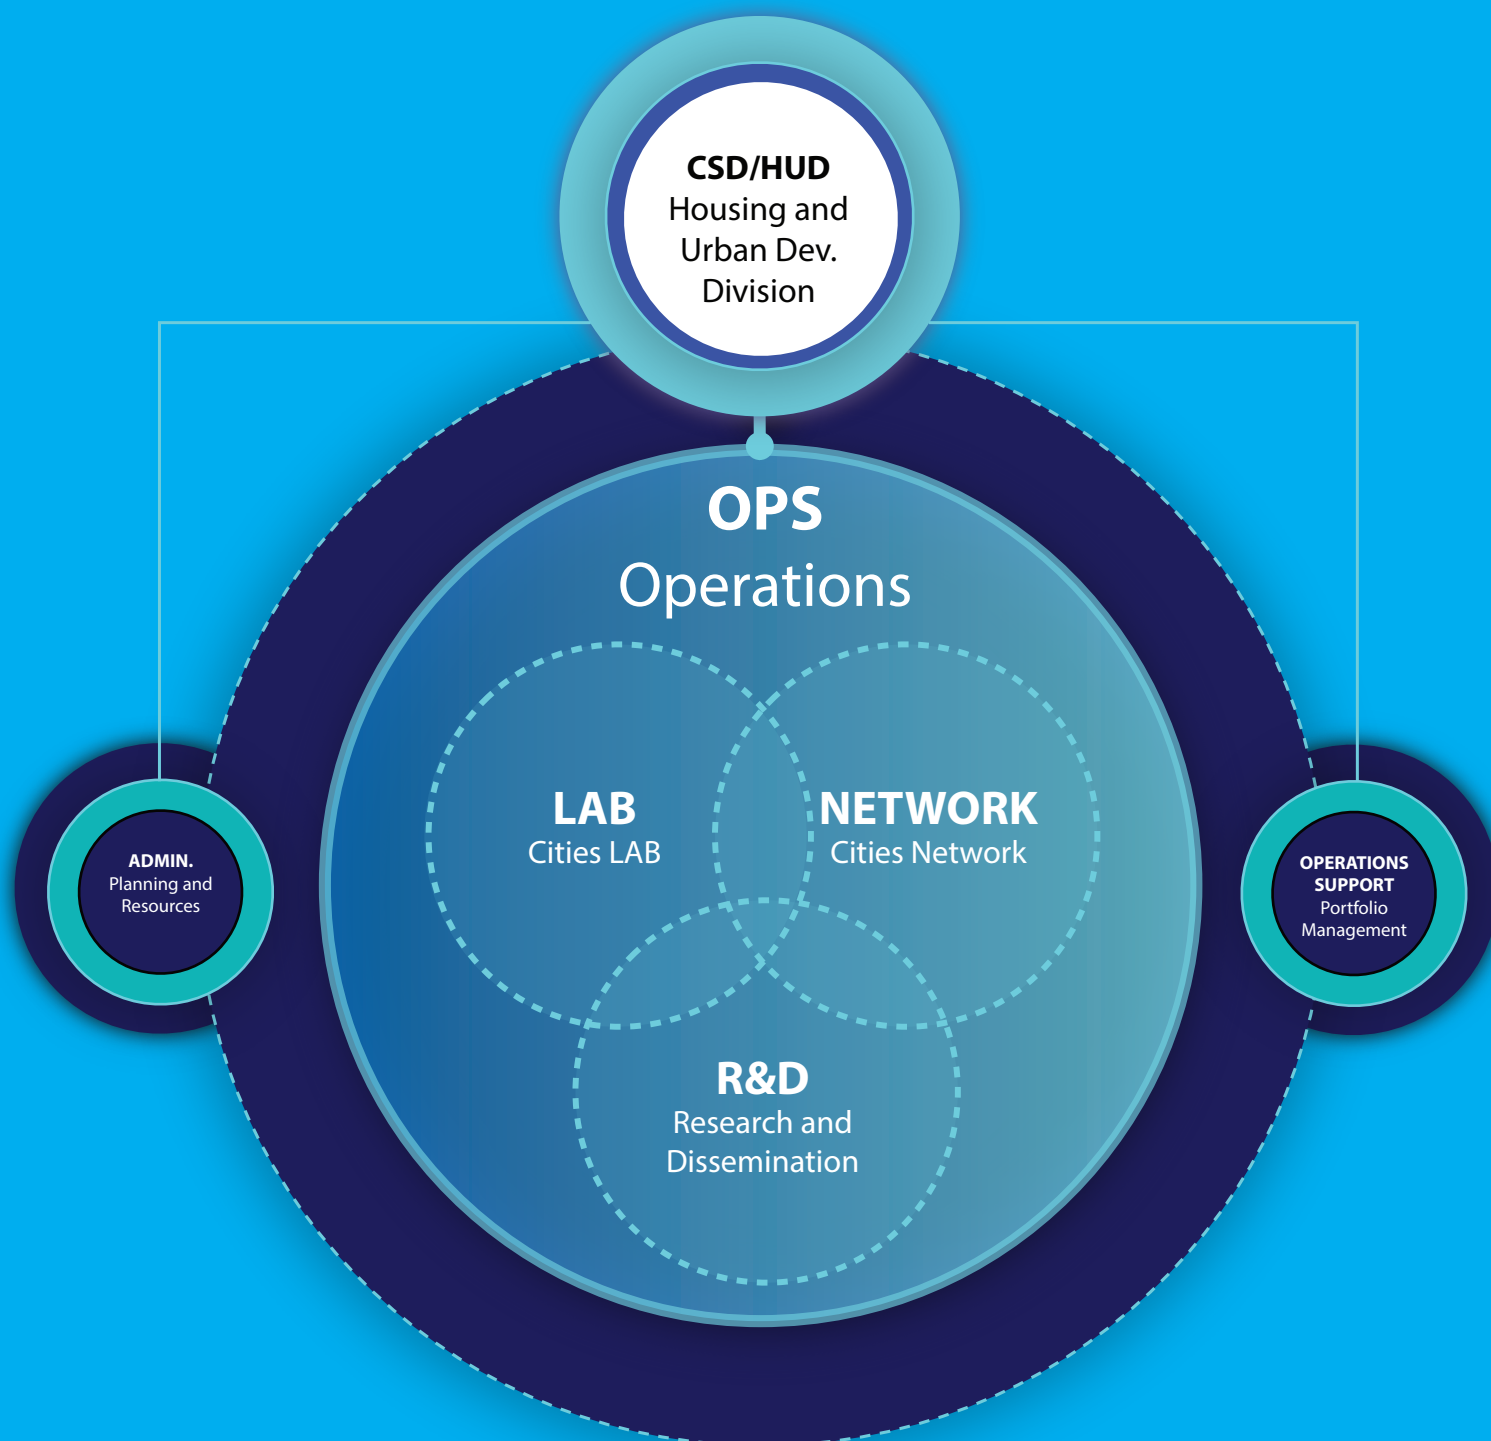 CSD/HUD
Housing and
Urban Dev.
Division
OPS
Operations
LAB
Cities LAB
NETWORK
Cities Network
R&D
Research and
Dissemination
ADMIN.
Planning and
Resources
OPERATIONS
SUPPORT
Portfolio
Management